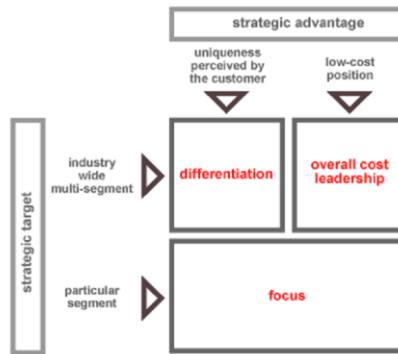 strategic advantage
uniqueness
perceived by
the customer
low-cost
position
strategic target
industry
wide
multi-segment
differentiation
overall cost
leadership
particular
segment
focus